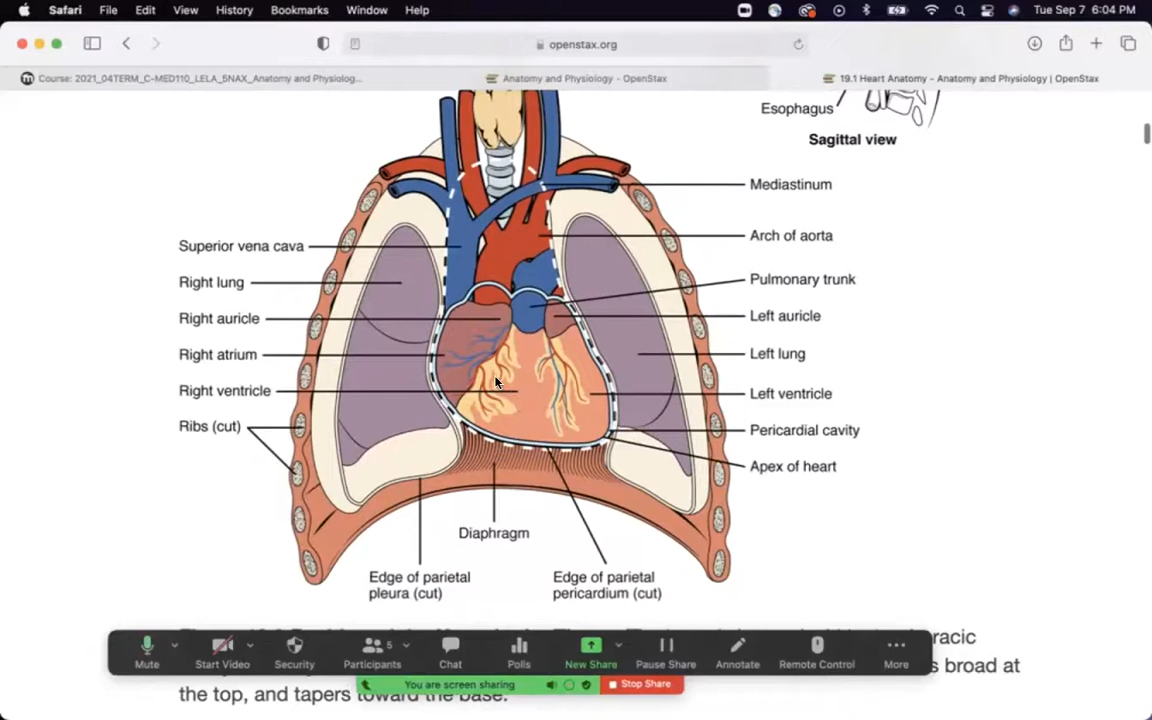 Safari File Edit View History Bookmarks Window Help Tue Sep 7 6:04 PM
openstax.org
Course: 2021_04TERM_C-MED110_LELA_5NAX_Anatomy and Physiolog...
Anatomy and Physiology - OpenStax
19.1 Heart Anatomy - Anatomy and Physiology | OpenStax
Esophagus
Sagittal view
Mediastinum
Superior vena cava
Arch of aorta
Right lung
Pulmonary trunk
Right auricle
Left auricle
Right atrium
Left lung
Right ventricle
Left ventricle
Ribs (cut)
Pericardial cavity
Apex of heart
Diaphragm
Edge of parietal
pleura (cut)
Edge of parietal
pericardium (cut)
Mute
Start Video
Security
5
Participants
Chat
Polls
New Share
Pause Share
Annotate
Remote Control
More
You are screen sharing
Stop Share
s broad at
the top, and tapers toward the base.